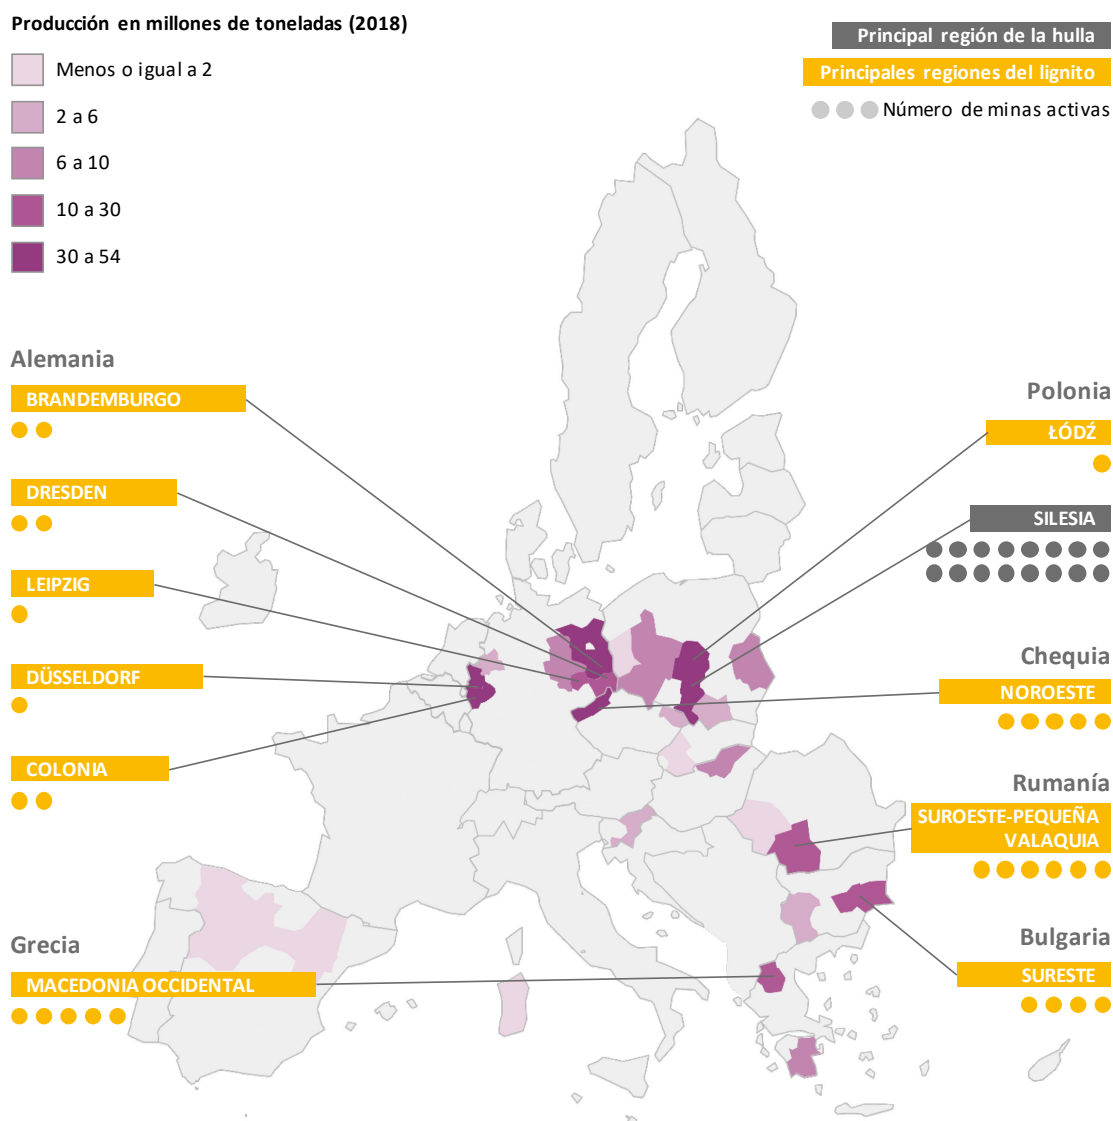 Producción en millones de toneladas (2018)
Menos o igual a 2
2 a 6
6 a 10
10 a 30
30 a 54
Principal región de la hulla
Principales regiones del lignito
Número de minas activas
Alemania
BRANDEMBURGO
DRESDEN
LEIPZIG
DÜSSELDORF
COLONIA
Grecia
MACEDONIA OCCIDENTAL
Polonia
ŁÓDŹ
SILESIA
Chequia
NOROESTE
Rumanía
SUROESTE-PEQUEÑA
VALAQUIA
Bulgaria
SURESTE